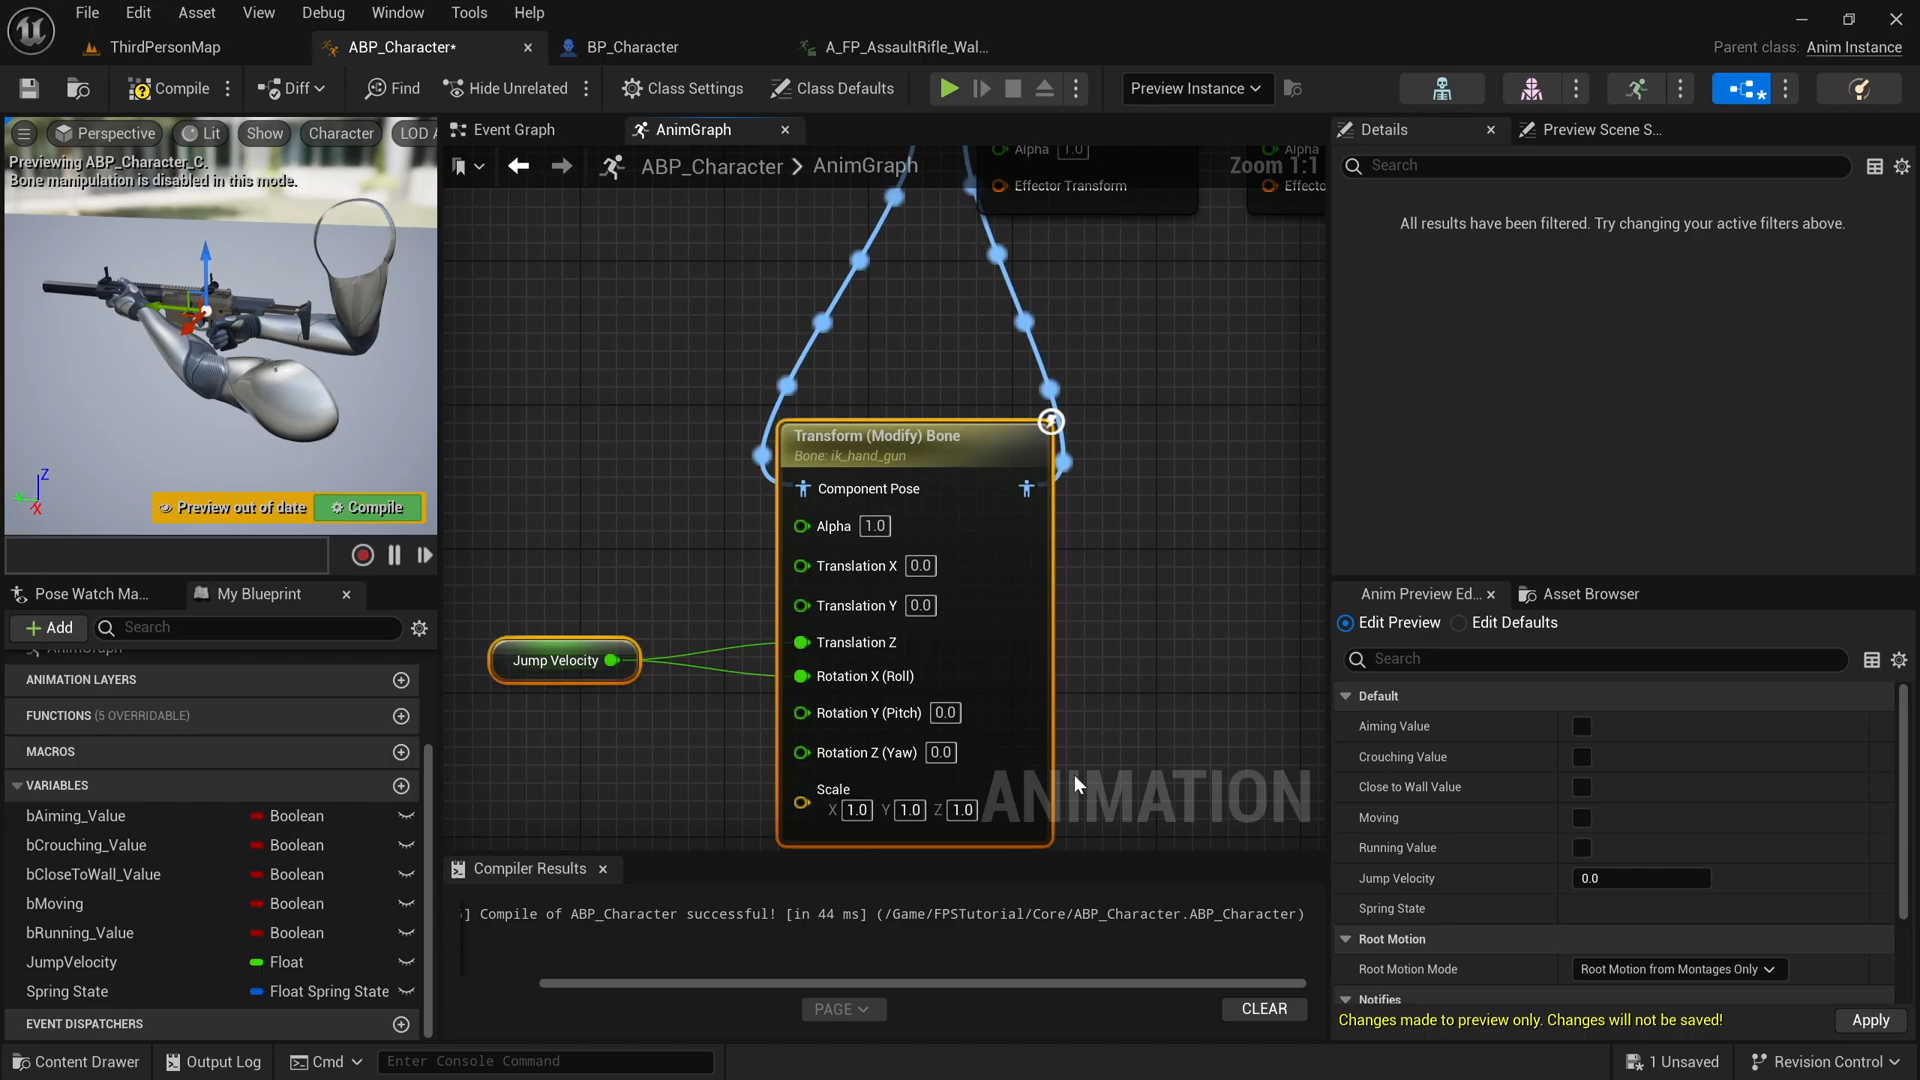 File Edit Asset View Debug Window Tools Help
ThirdPersonMap ABP_Character* BP_Character A_FP_AssaultRifle_Wal... Parent class: Anim Instance
Compile Diff Find Hide Unrelated Class Settings Class Defaults Preview Instance
Perspective Lit Show Character LOD A
Previewing ABP_Character_C.
Bone manipulation is disabled in this mode.
Z
X
Preview out of date Compile
Event Graph AnimGraph
ABP_Character > AnimGraph Zoom 1:1
Alpha 1.0 Alpha
Effector Transform Effecto
Transform (Modify) Bone
Bone: ik_hand_gun
Component Pose
Alpha 1.0
Translation X 0.0
Translation Y 0.0
Translation Z
Jump Velocity
Rotation X (Roll)
Rotation Y (Pitch) 0.0
Rotation Z (Yaw) 0.0
Scale
X 1.0 Y 1.0 Z 1.0
ANIMATION
Pose Watch Ma... My Blueprint
Add Search
AnimGraph
ANIMATION LAYERS
FUNCTIONS (5 OVERRIDABLE)
MACROS
VARIABLES
bAiming_Value Boolean
bCrouching_Value Boolean
bCloseToWall_Value Boolean
bMoving Boolean
bRunning_Value Boolean
JumpVelocity Float
Spring State Float Spring State
EVENT DISPATCHERS
Compiler Results
] Compile of ABP_Character successful! [in 44 ms] (/Game/FPSTutorial/Core/ABP_Character.ABP_Character)
PAGE CLEAR
Details Preview Scene S...
Search
All results have been filtered. Try changing your active filters above.
Anim Preview Ed... Asset Browser
Edit Preview Edit Defaults
Search
Default
Aiming Value
Crouching Value
Close to Wall Value
Moving
Running Value
Jump Velocity 0.0
Spring State
Root Motion
Root Motion Mode Root Motion from Montages Only
Notifies
Changes made to preview only. Changes will not be saved! Apply
Content Drawer Output Log Cmd Enter Console Command 1 Unsaved Revision Control